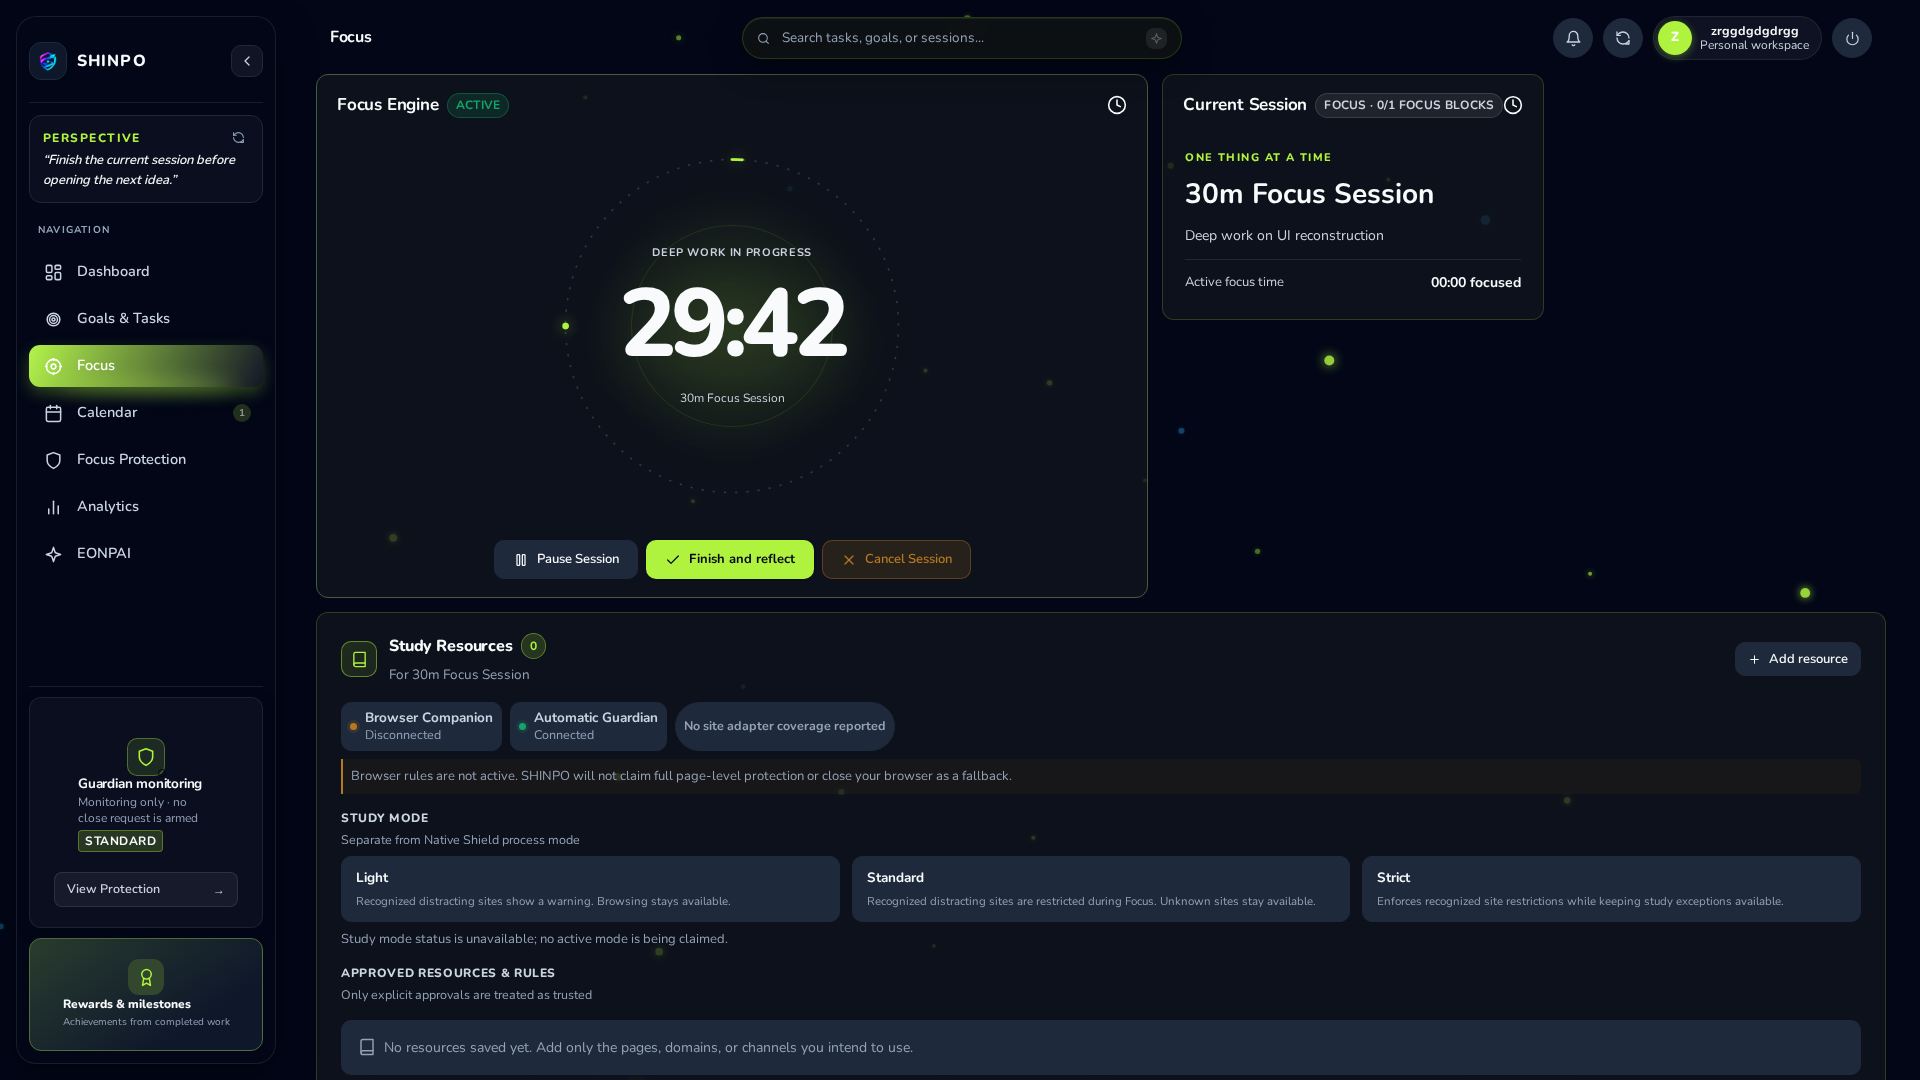 SHINPO
PERSPECTIVE
“Finish the current session before
opening the next idea.”
NAVIGATION
Dashboard
Goals & Tasks
Focus
Calendar
1
Focus Protection
Analytics
EONPAI
Guardian monitoring
Monitoring only · no
close request is armed
STANDARD
View Protection →
Rewards & milestones
Achievements from completed work
Focus
Search tasks, goals, or sessions...
Z
zrggdgdgdrgg
Personal workspace
Focus Engine
ACTIVE
DEEP WORK IN PROGRESS
29:42
30m Focus Session
Pause Session
Finish and reflect
Cancel Session
Current Session
FOCUS · 0/1 FOCUS BLOCKS
ONE THING AT A TIME
30m Focus Session
Deep work on UI reconstruction
Active focus time
00:00 focused
Study Resources
0
For 30m Focus Session
Add resource
Browser Companion
Disconnected
Automatic Guardian
Connected
No site adapter coverage reported
Browser rules are not active. SHINPO will not claim full page-level protection or close your browser as a fallback.
STUDY MODE
Separate from Native Shield process mode
Light
Recognized distracting sites show a warning. Browsing stays available.
Standard
Recognized distracting sites are restricted during Focus. Unknown sites stay available.
Strict
Enforces recognized site restrictions while keeping study exceptions available.
Study mode status is unavailable; no active mode is being claimed.
APPROVED RESOURCES & RULES
Only explicit approvals are treated as trusted
No resources saved yet. Add only the pages, domains, or channels you intend to use.